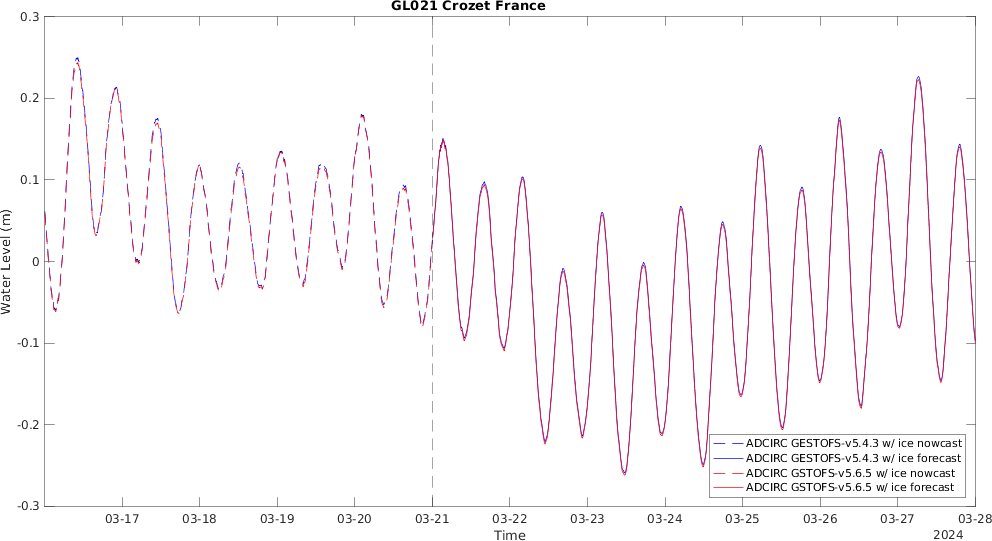 GL021 Crozet France
0.3
0.2
0.1
0
-0.1
-0.2
-0.3
Water Level (m)
ADCIRC GESTOFS-v5.4.3 w/ ice nowcast
ADCIRC GESTOFS-v5.4.3 w/ ice forecast
ADCIRC GSTOFS-v5.6.5 w/ ice nowcast
ADCIRC GSTOFS-v5.6.5 w/ ice forecast
03-17 03-18 03-19 03-20 03-21 03-22 03-23 03-24 03-25 03-26 03-27 03-28
Time
2024